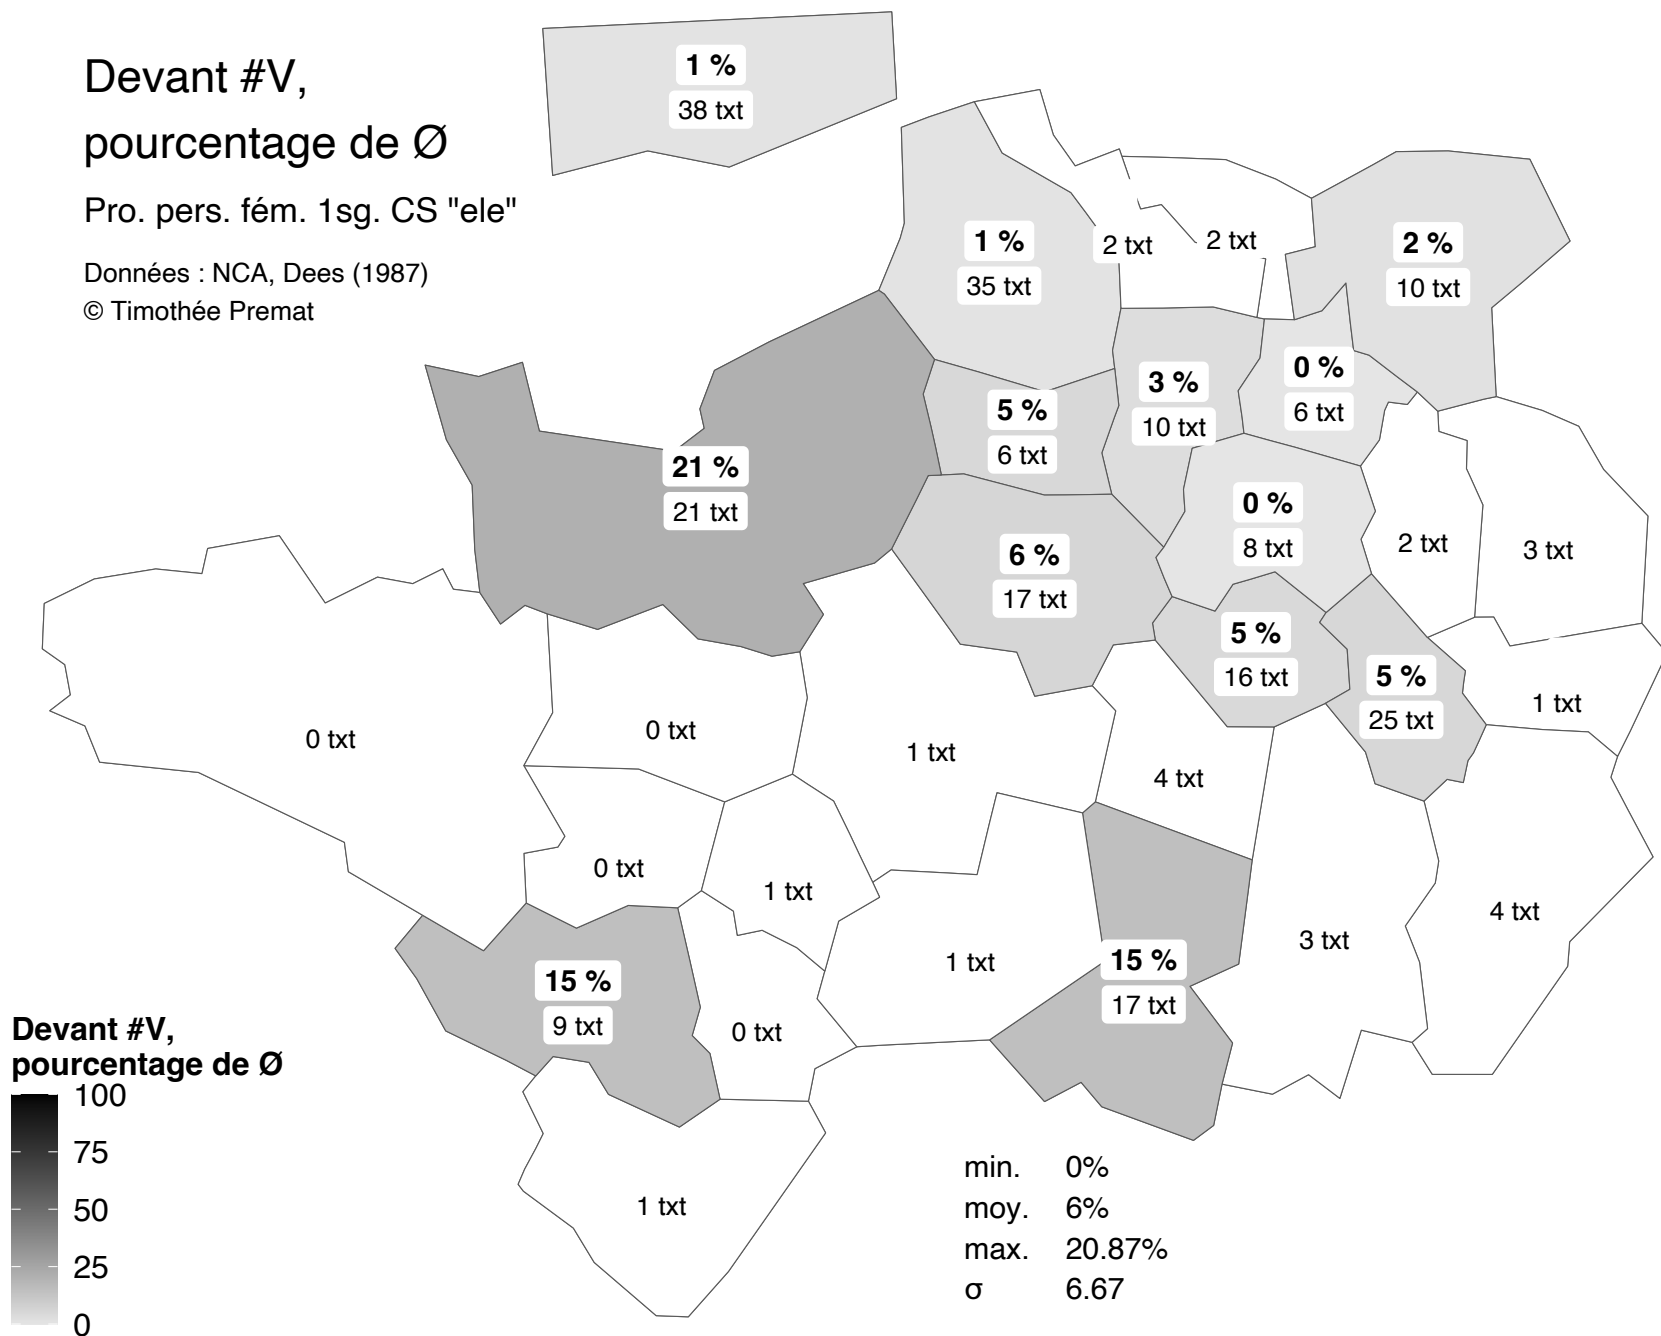 Devant #V,
pourcentage de Ø
Pro. pers. fém. 1sg. CS "ele"
Données : NCA, Dees (1987)
© Timothée Premat
1 %
38 txt
1 %
35 txt
2 txt
2 txt
2 %
10 txt
21 %
21 txt
5 %
6 txt
3 %
10 txt
0 %
6 txt
6 %
17 txt
0 %
8 txt
2 txt
3 txt
5 %
16 txt
5 %
25 txt
1 txt
0 txt
0 txt
1 txt
4 txt
0 txt
1 txt
1 txt
15 %
17 txt
3 txt
4 txt
15 %
9 txt
0 txt
1 txt
Devant #V,
pourcentage de Ø
100
75
50
25
0
min. 0%
moy. 6%
max. 20.87%
σ 6.67